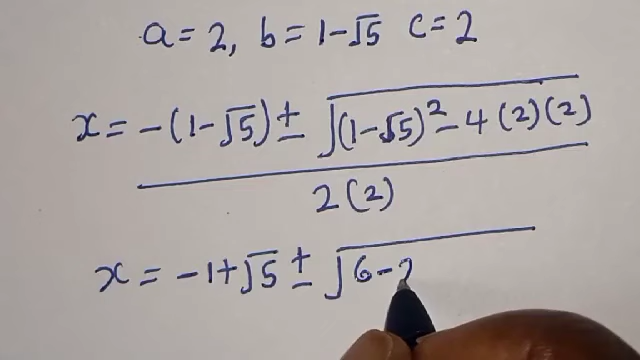 a = 2, b = 1-√5 c = 2
x = -(1-√5) ± √(1-√5)² - 4(2)(2)
2(2)
x = -1+√5 ± √6-2